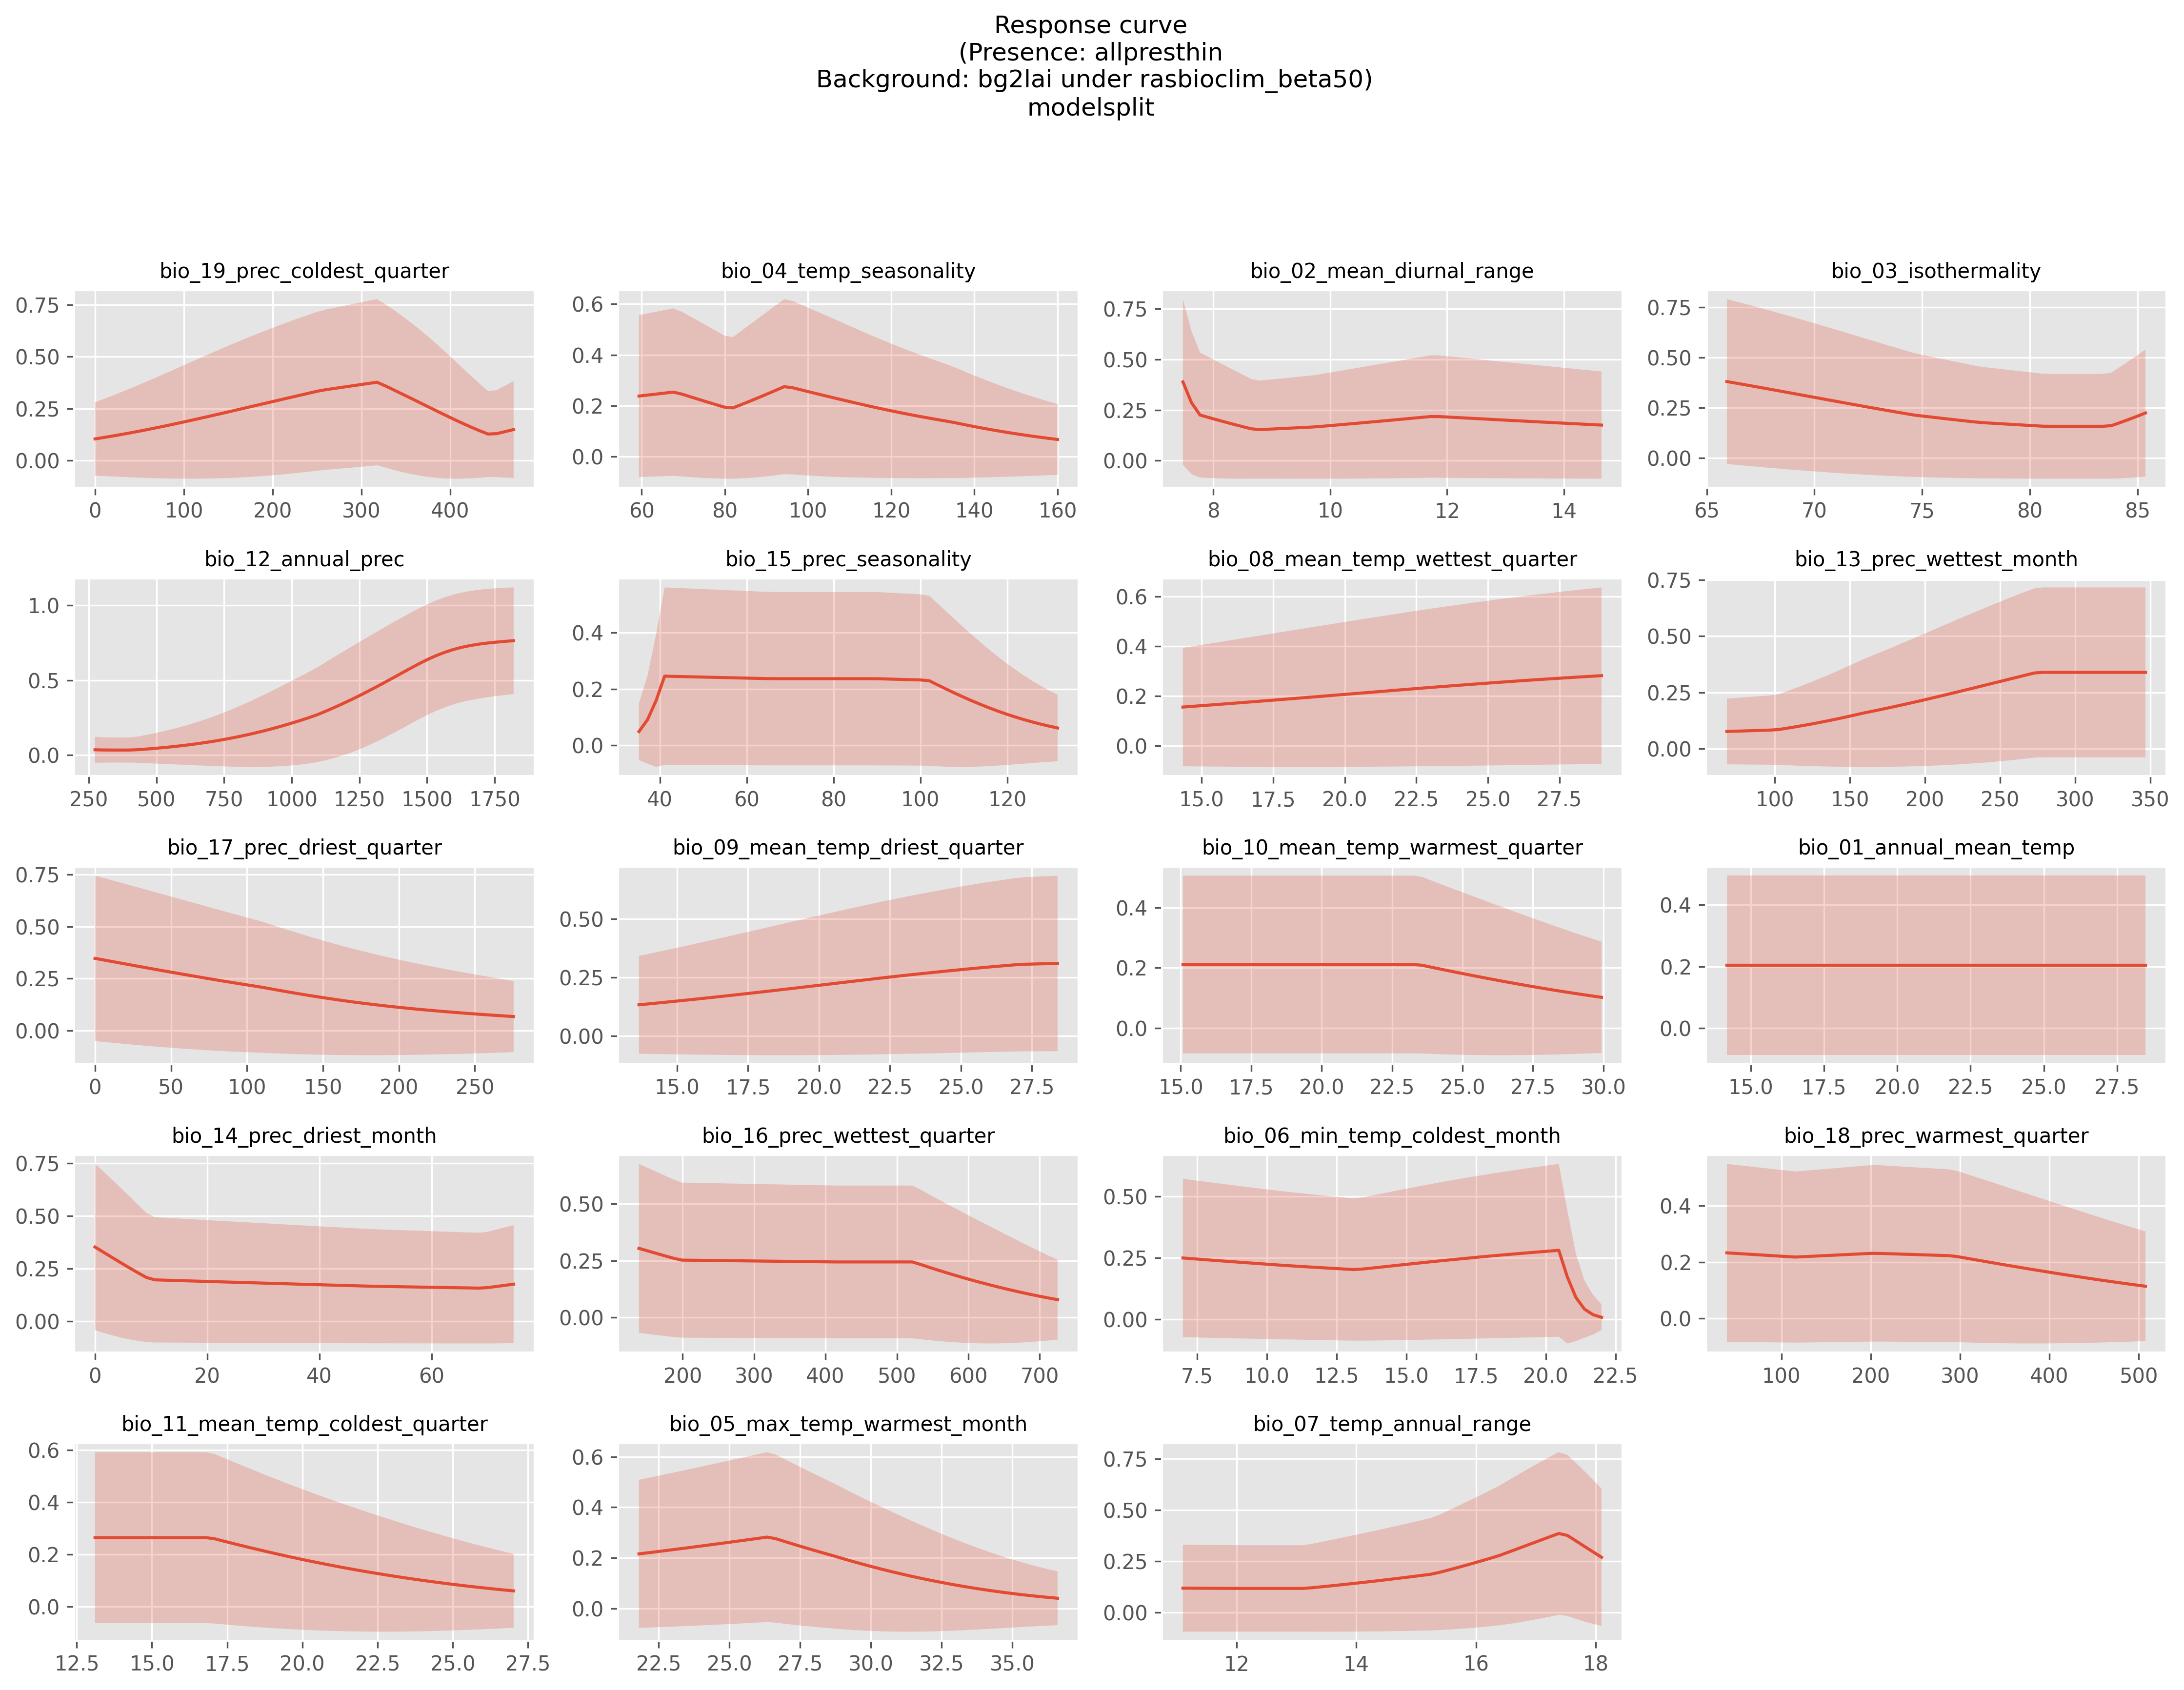 Response curve
(Presence: allpresthin
Background: bg2lai under rasbioclim_beta50)
modelsplit
bio_19_prec_coldest_quarter
0.75
0.50
0.25
0.00
0 100 200 300 400
bio_04_temp_seasonality
0.6
0.4
0.2
0.0
60 80 100 120 140 160
bio_02_mean_diurnal_range
0.75
0.50
0.25
0.00
8 10 12 14
bio_03_isothermality
0.75
0.50
0.25
0.00
65 70 75 80 85
bio_12_annual_prec
1.0
0.5
0.0
250 500 750 1000 1250 1500 1750
bio_15_prec_seasonality
0.4
0.2
0.0
40 60 80 100 120
bio_08_mean_temp_wettest_quarter
0.6
0.4
0.2
0.0
15.0 17.5 20.0 22.5 25.0 27.5
bio_13_prec_wettest_month
0.75
0.50
0.25
0.00
100 150 200 250 300 350
bio_17_prec_driest_quarter
0.75
0.50
0.25
0.00
0 50 100 150 200 250
bio_09_mean_temp_driest_quarter
0.50
0.25
0.00
15.0 17.5 20.0 22.5 25.0 27.5
bio_10_mean_temp_warmest_quarter
0.4
0.2
0.0
15.0 17.5 20.0 22.5 25.0 27.5 30.0
bio_01_annual_mean_temp
0.4
0.2
0.0
15.0 17.5 20.0 22.5 25.0 27.5
bio_14_prec_driest_month
0.75
0.50
0.25
0.00
0 20 40 60
bio_16_prec_wettest_quarter
0.50
0.25
0.00
200 300 400 500 600 700
bio_06_min_temp_coldest_month
0.50
0.25
0.00
7.5 10.0 12.5 15.0 17.5 20.0 22.5
bio_18_prec_warmest_quarter
0.4
0.2
0.0
100 200 300 400 500
bio_11_mean_temp_coldest_quarter
0.6
0.4
0.2
0.0
12.5 15.0 17.5 20.0 22.5 25.0 27.5
bio_05_max_temp_warmest_month
0.6
0.4
0.2
0.0
22.5 25.0 27.5 30.0 32.5 35.0
bio_07_temp_annual_range
0.75
0.50
0.25
0.00
12 14 16 18